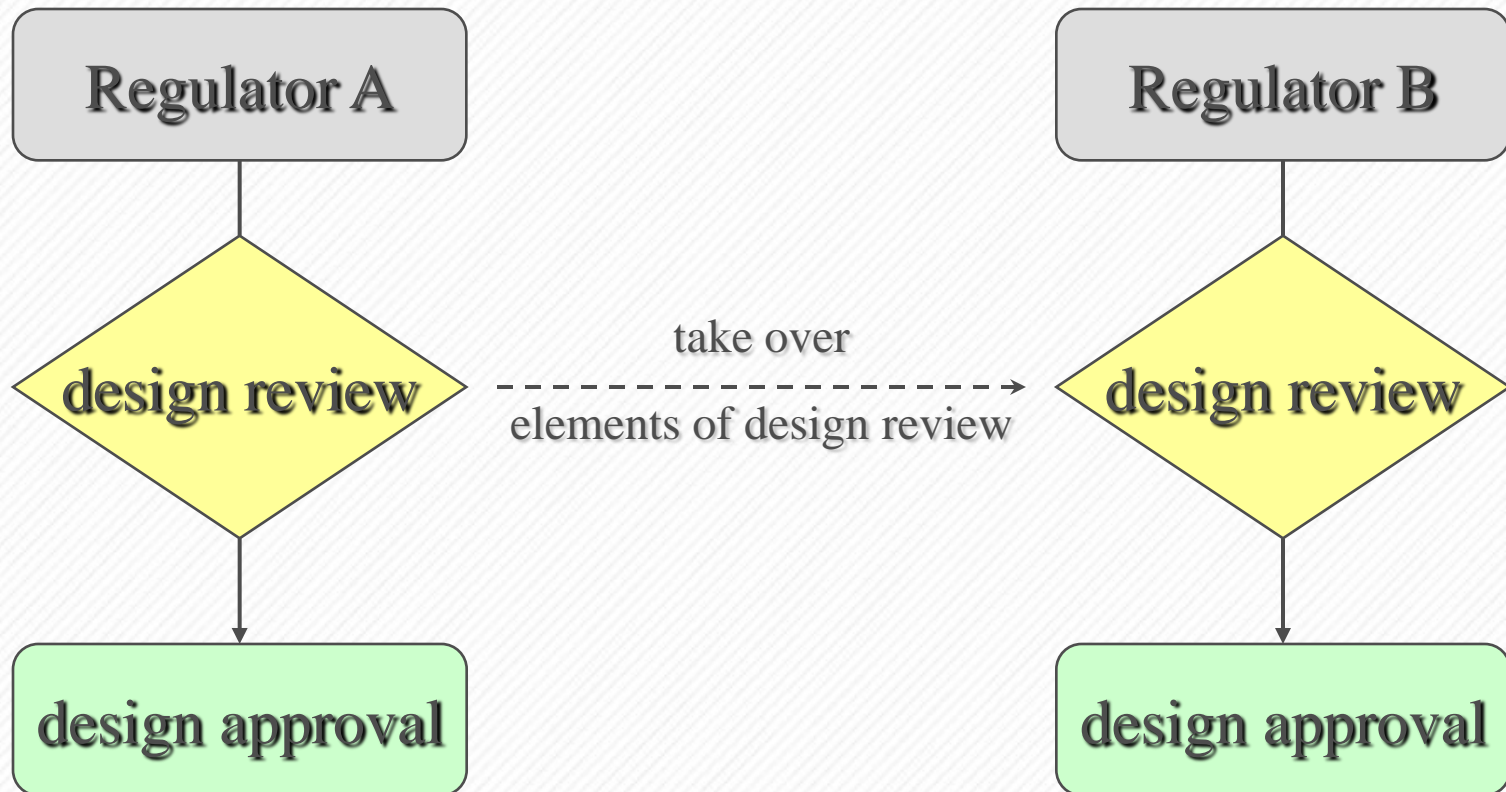 Regulator A
Regulator B
design review
take over
elements of design review
design review
design approval
design approval